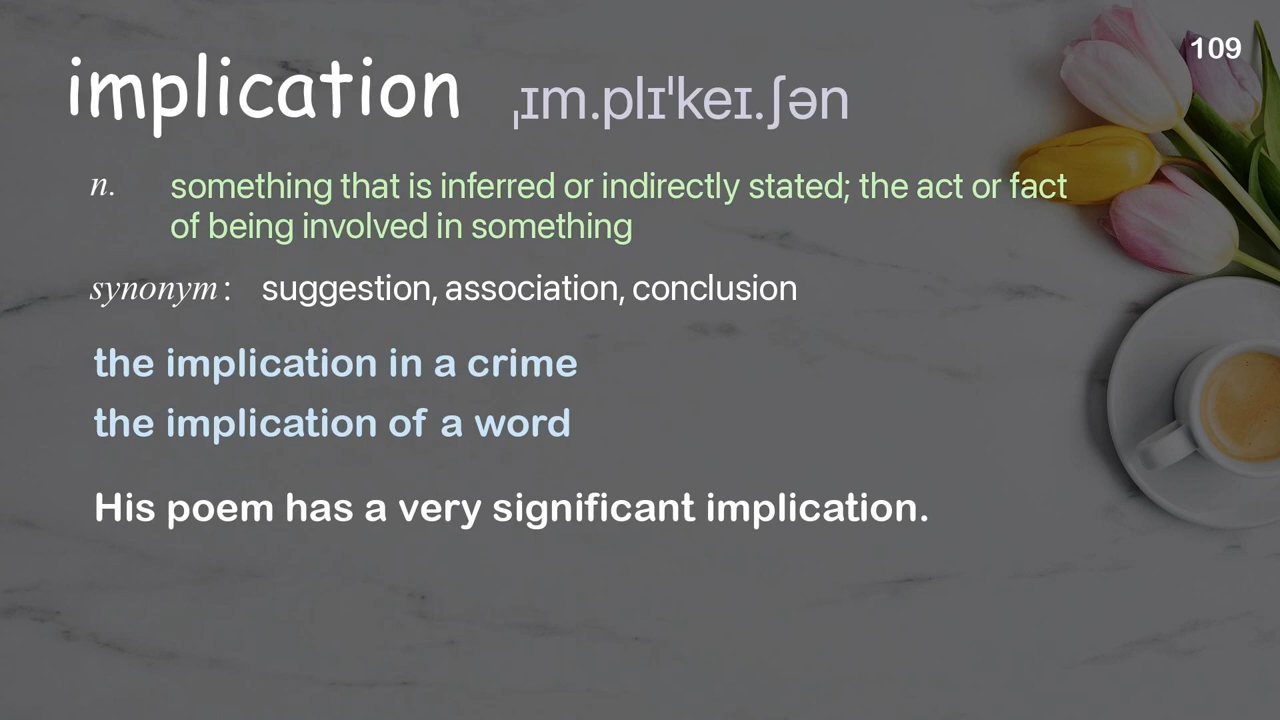 109
implication ˌɪm.plɪˈkeɪ.ʃən
n. something that is inferred or indirectly stated; the act or fact
of being involved in something
synonym : suggestion, association, conclusion
the implication in a crime
the implication of a word
His poem has a very significant implication.